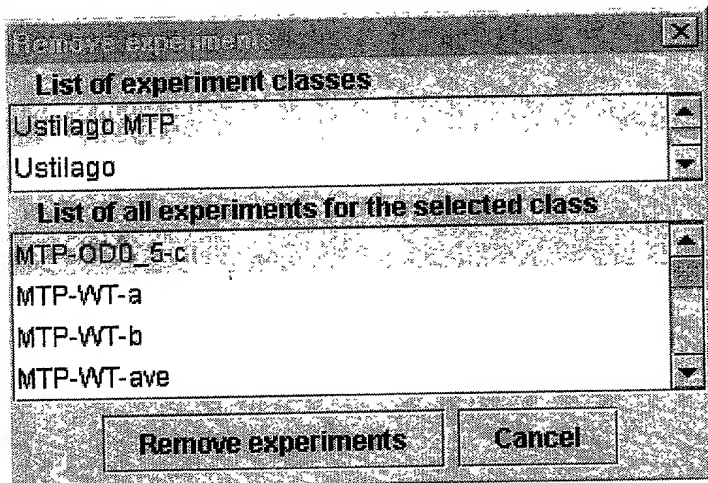 Remove experiments
List of experiment classes
Ustilago MTP
Ustilago
List of all experiments for the selected class
MTP-OD0_5-c
MTP-WT-a
MTP-WT-b
MTP-WT-ave
Remove experiments
Cancel